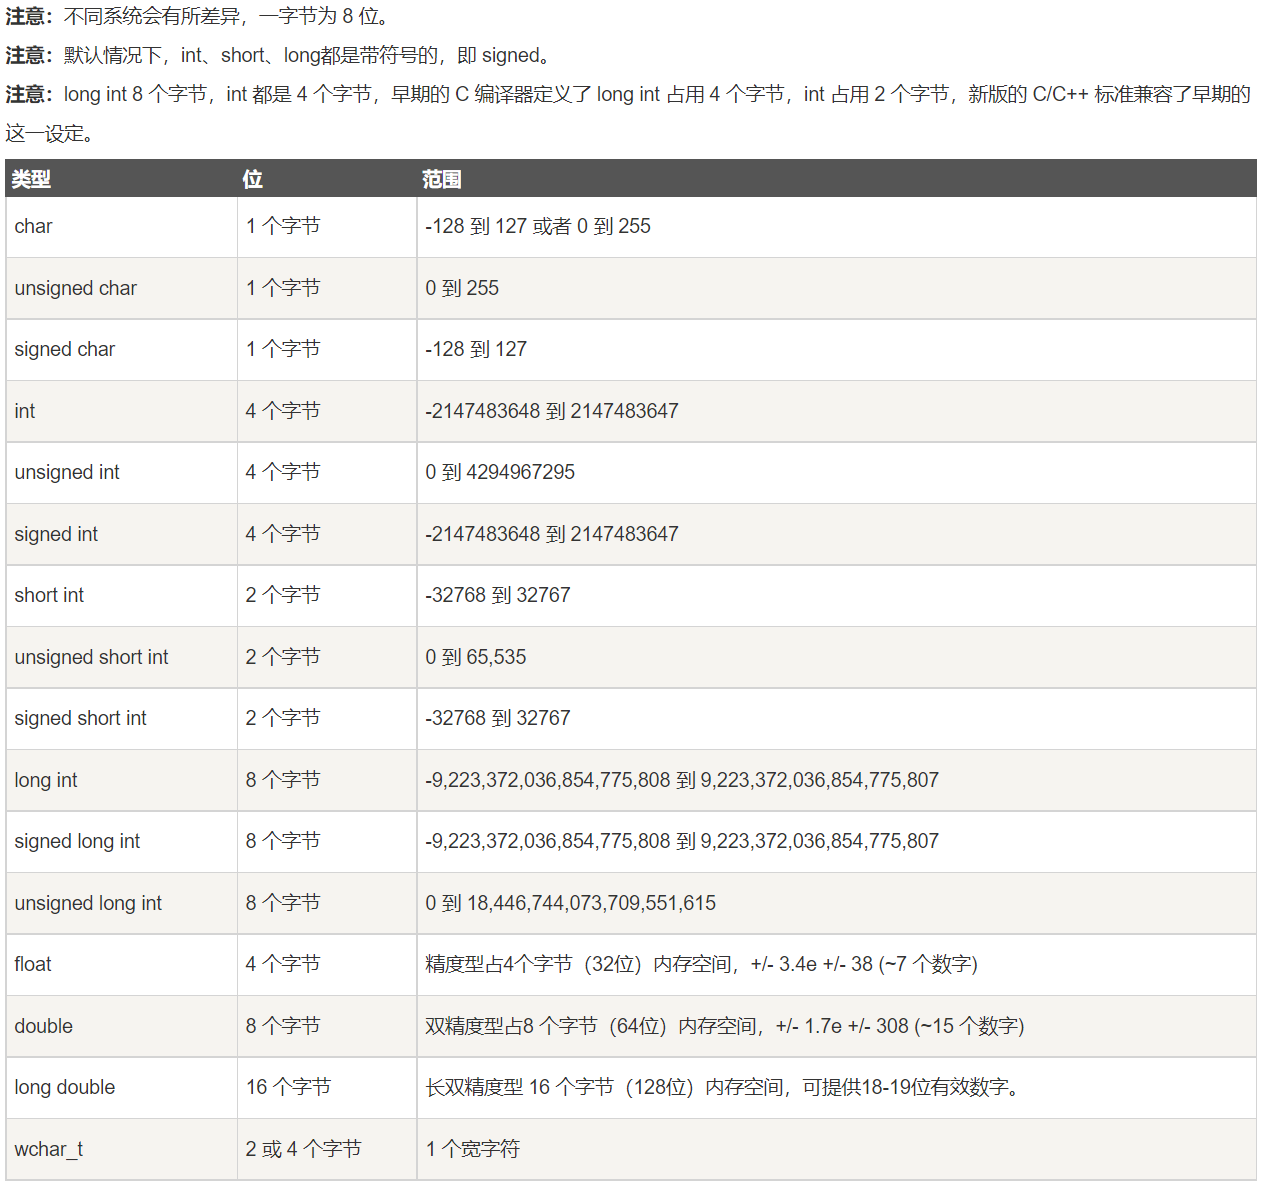 注意：不同系统会有所差异，一字节为 8 位。
注意：默认情况下，int、short、long都是带符号的，即 signed。
注意：long int 8 个字节，int 都是 4 个字节，早期的 C 编译器定义了 long int 占用 4 个字节，int 占用 2 个字节，新版的 C/C++ 标准兼容了早期的
这一设定。
类型 位 范围
char 1 个字节 -128 到 127 或者 0 到 255
unsigned char 1 个字节 0 到 255
signed char 1 个字节 -128 到 127
int 4 个字节 -2147483648 到 2147483647
unsigned int 4 个字节 0 到 4294967295
signed int 4 个字节 -2147483648 到 2147483647
short int 2 个字节 -32768 到 32767
unsigned short int 2 个字节 0 到 65,535
signed short int 2 个字节 -32768 到 32767
long int 8 个字节 -9,223,372,036,854,775,808 到 9,223,372,036,854,775,807
signed long int 8 个字节 -9,223,372,036,854,775,808 到 9,223,372,036,854,775,807
unsigned long int 8 个字节 0 到 18,446,744,073,709,551,615
float 4 个字节 精度型占4个字节（32位）内存空间，+/- 3.4e +/- 38 (~7 个数字)
double 8 个字节 双精度型占8 个字节（64位）内存空间，+/- 1.7e +/- 308 (~15 个数字)
long double 16 个字节 长双精度型 16 个字节（128位）内存空间，可提供18-19位有效数字。
wchar_t 2 或 4 个字节 1 个宽字符